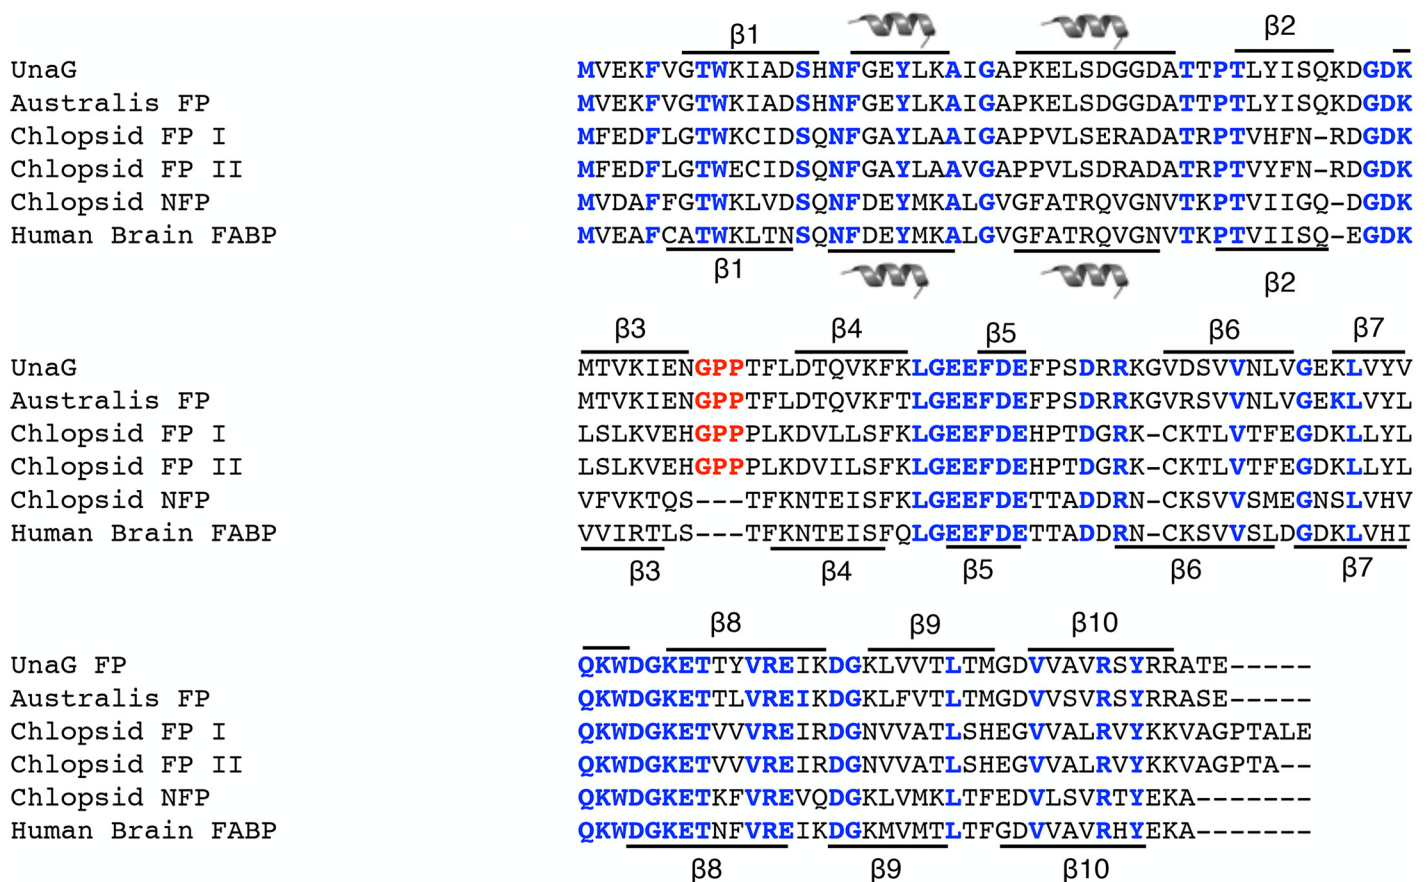 β1 β2
UnaG MVEKFVGTWKIADSHNFGEYLKAIGAPKELSDGGDATTPTLYISQKDGDK
Australis FP MVEKFVGTWKIADSHNFGEYLKAIGAPKELSDGGDATTPTLYISQKDGDK
Chlopsid FP I MFEDFLGTWKCIDSQNFGAYLAAIGAPPVLSERADATRPTVHFN-RDGDK
Chlopsid FP II MFEDFLGTWECIDSQNFGAYLAAVGAPPVLSDRADATRPTVYFN-RDGDK
Chlopsid NFP MVDAFFGTWKLVDSQNFDEYMKALGVGFATRQVGNVTKPTVIIGQ-DGDK
Human Brain FABP MVEAFCATWKLTNSQNFDEYMKALGVGFATRQVGNVTKPTVIISQ-EGDK
β1 β2
β3 β4 β5 β6 β7
UnaG MTVKIENGPPTFLDTQVKFKLGEEFDEFPSDRRKGVDSVVNLVGEKLVYV
Australis FP MTVKIENGPPTFLDTQVKFTLGEEFDEFPSDRRKGVRSVVNLVGEKLVYL
Chlopsid FP I LSLKVEHGPPPLKDVLLSFKLGEEFDEHPTDGRK-CKTLVTFEGDKLLYL
Chlopsid FP II LSLKVEHGPPPLKDVILSFKLGEEFDEHPTDGRK-CKTLVTFEGDKLLYL
Chlopsid NFP VFVKTQS---TFKNTEISFKLGEEFDETTADDRN-CKSVVSMEGNSLVHV
Human Brain FABP VVIRTLS---TFKNTEISFQLGEEFDETTADDRN-CKSVVSLDGDKLVHI
β3 β4 β5 β6 β7
β8 β9 β10
UnaG FP QKWDGKETTYVREIKDGKLVVTLTMGDVVAVRSYRRATE-----
Australis FP QKWDGKETTLVREIKDGKLFVTLTMGDVVSVRSYRRASE-----
Chlopsid FP I QKWDGKETVVVREIRDGNVVATLSHEGVVALRVYKKVAGPTALE
Chlopsid FP II QKWDGKETVVVREIRDGNVVATLSHEGVVALRVYKKVAGPTA--
Chlopsid NFP QKWDGKETKFVREVQDGKLVMKLTFEDVLSVRTYEKA-------
Human Brain FABP QKWDGKETNFVREIKDGKMVMTLTFGDVVAVRHYEKA-------
β8 β9 β10